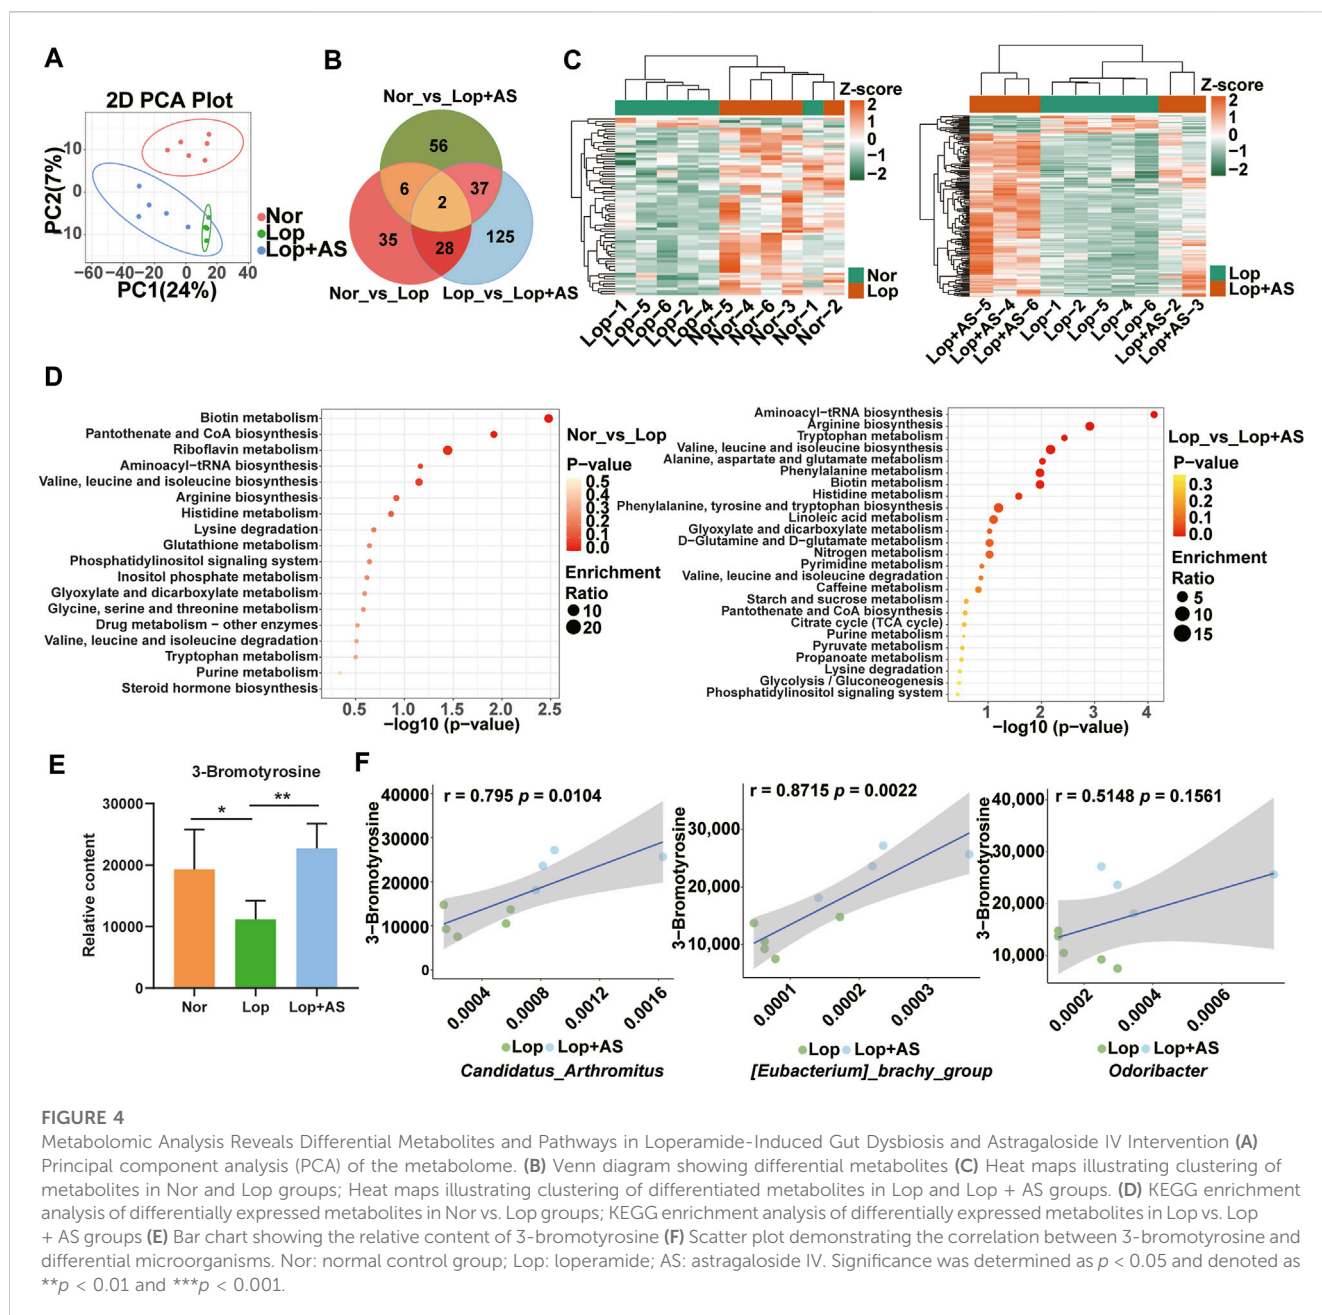 A
2D PCA Plot
PC2(7%)
10
0
10
−60 −40 −20 0 20 40
PC1(24%)
Nor
Lop
Lop+AS
B
Nor_vs_Lop+AS
56
6
37
2
35
28
125
Nor_vs_Lop
Lop_vs_Lop+AS
C
Z−score
2
1
0
−1
−2
Nor
Lop
Lop−1
Lop−5
Lop−6
Lop−2
Lop−4
Nor−5
Nor−4
Nor−6
Nor−3
Nor−1
Nor−2
Z−score
2
1
0
−1
−2
Lop
Lop+AS
Lop+AS−5
Lop+AS−4
Lop+AS−6
Lop−1
Lop−2
Lop−5
Lop−4
Lop−6
Lop+AS−2
Lop+AS−3
D
Biotin metabolism
Pantothenate and CoA biosynthesis
Riboflavin metabolism
Aminoacyl−tRNA biosynthesis
Valine, leucine and isoleucine biosynthesis
Arginine biosynthesis
Histidine metabolism
Lysine degradation
Glutathione metabolism
Phosphatidylinositol signaling system
Inositol phosphate metabolism
Glyoxylate and dicarboxylate metabolism
Glycine, serine and threonine metabolism
Drug metabolism − other enzymes
Valine, leucine and isoleucine degradation
Tryptophan metabolism
Purine metabolism
Steroid hormone biosynthesis
0.5 1.0 1.5 2.0 2.5
−log10 (p−value)
Nor_vs_Lop
P−value
0.5
0.4
0.3
0.2
0.1
0.0
Enrichment
Ratio
10
20
Aminoacyl−tRNA biosynthesis
Arginine biosynthesis
Tryptophan metabolism
Valine, leucine and isoleucine biosynthesis
Alanine, aspartate and glutamate metabolism
Phenylalanine metabolism
Biotin metabolism
Histidine metabolism
Phenylalanine, tyrosine and tryptophan biosynthesis
Linoleic acid metabolism
Glyoxylate and dicarboxylate metabolism
D−Glutamine and D−glutamate metabolism
Nitrogen metabolism
Pyrimidine metabolism
Valine, leucine and isoleucine degradation
Caffeine metabolism
Starch and sucrose metabolism
Pantothenate and CoA biosynthesis
Citrate cycle (TCA cycle)
Purine metabolism
Pyruvate metabolism
Propanoate metabolism
Lysine degradation
Glycolysis / Gluconeogenesis
Phosphatidylinositol signaling system
1 2 3 4
−log10 (p−value)
Lop_vs_Lop+AS
P−value
0.3
0.2
0.1
0.0
Enrichment
Ratio
5
10
15
E
3-Bromotyrosine
Relative content
30000
20000
10000
0
*
**
Nor Lop Lop+AS
F
3−Bromotyrosine
40000
30000
20000
10000
0
r = 0.795 p = 0.0104
0.0004 0.0008 0.0012 0.0016
Lop Lop+AS
Candidatus_Arthromitus
3−Bromotyrosine
30,000
20,000
10,000
r = 0.8715 p = 0.0022
0.0001 0.0002 0.0003
Lop Lop+AS
[Eubacterium]_brachy_group
3−Bromotyrosine
40,000
30,000
20,000
10,000
r = 0.5148 p = 0.1561
0.0002 0.0004 0.0006
Lop Lop+AS
Odoribacter
FIGURE 4
Metabolomic Analysis Reveals Differential Metabolites and Pathways in Loperamide-Induced Gut Dysbiosis and Astragaloside IV Intervention (A)
Principal component analysis (PCA) of the metabolome. (B) Venn diagram showing differential metabolites (C) Heat maps illustrating clustering of
metabolites in Nor and Lop groups; Heat maps illustrating clustering of differentiated metabolites in Lop and Lop + AS groups. (D) KEGG enrichment
analysis of differentially expressed metabolites in Nor vs. Lop groups; KEGG enrichment analysis of differentially expressed metabolites in Lop vs. Lop
+ AS groups (E) Bar chart showing the relative content of 3-bromotyrosine (F) Scatter plot demonstrating the correlation between 3-bromotyrosine and
differential microorganisms. Nor: normal control group; Lop: loperamide; AS: astragaloside IV. Significance was determined as p < 0.05 and denoted as
**p < 0.01 and ***p < 0.001.